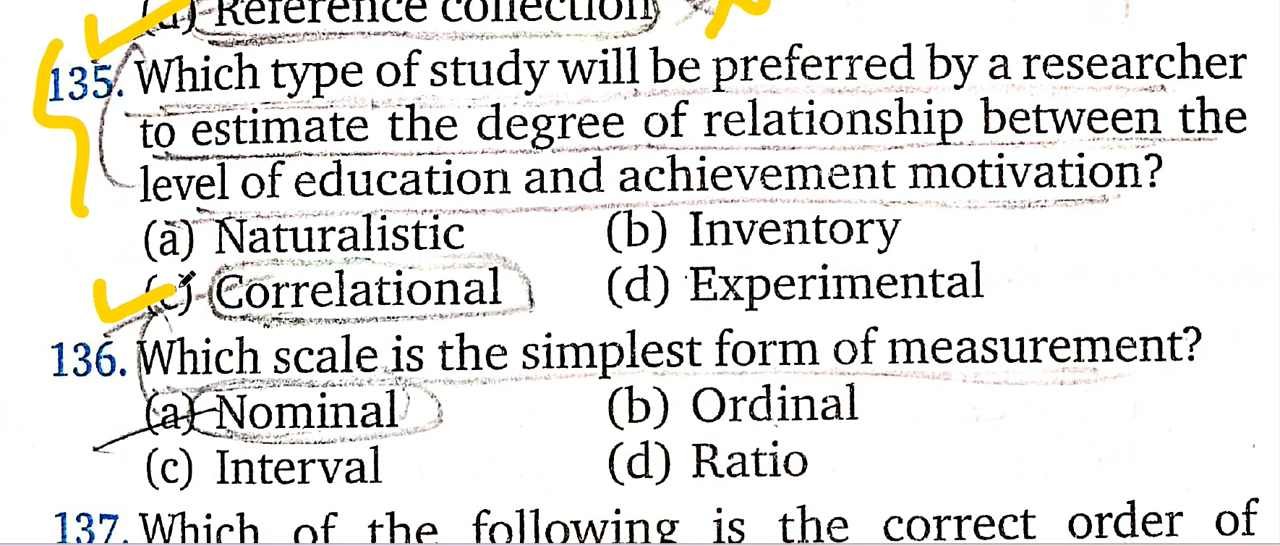 (d) Reference collection
135. Which type of study will be preferred by a researcher
to estimate the degree of relationship between the
level of education and achievement motivation?
(a) Naturalistic (b) Inventory
(c) Correlational (d) Experimental
136. Which scale is the simplest form of measurement?
(a) Nominal (b) Ordinal
(c) Interval (d) Ratio
137. Which of the following is the correct order of